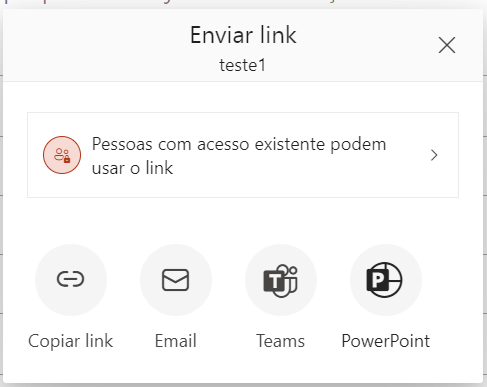 Enviar link
teste1
Pessoas com acesso existente podem
usar o link
Copiar link
Email
Teams
PowerPoint